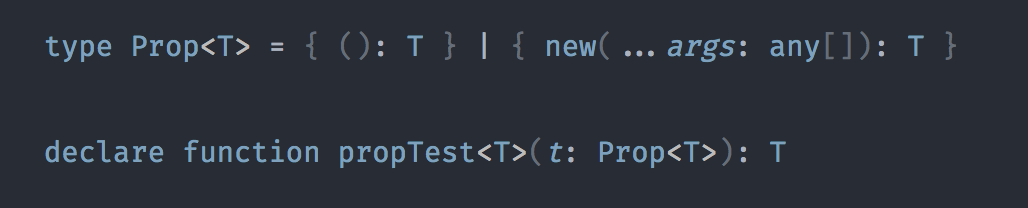 type Prop<T> = { (): T } | { new( ...args: any[]): T }
declare function propTest<T>(t: Prop<T>): T